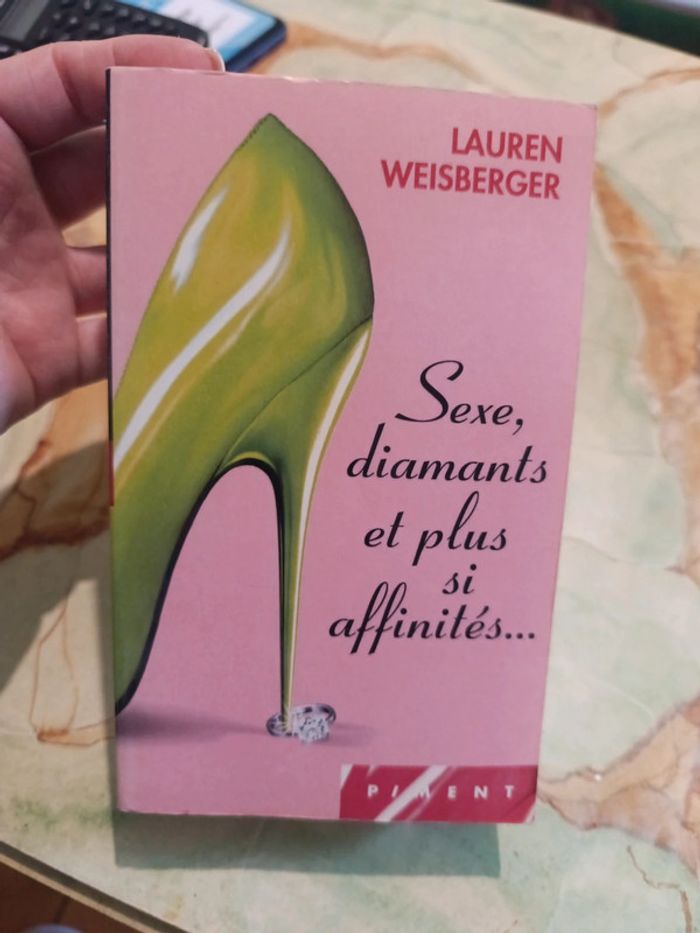 LAUREN
WEISBERGER
Sexe,
diamants
et plus
si
affinités...
PIMENT